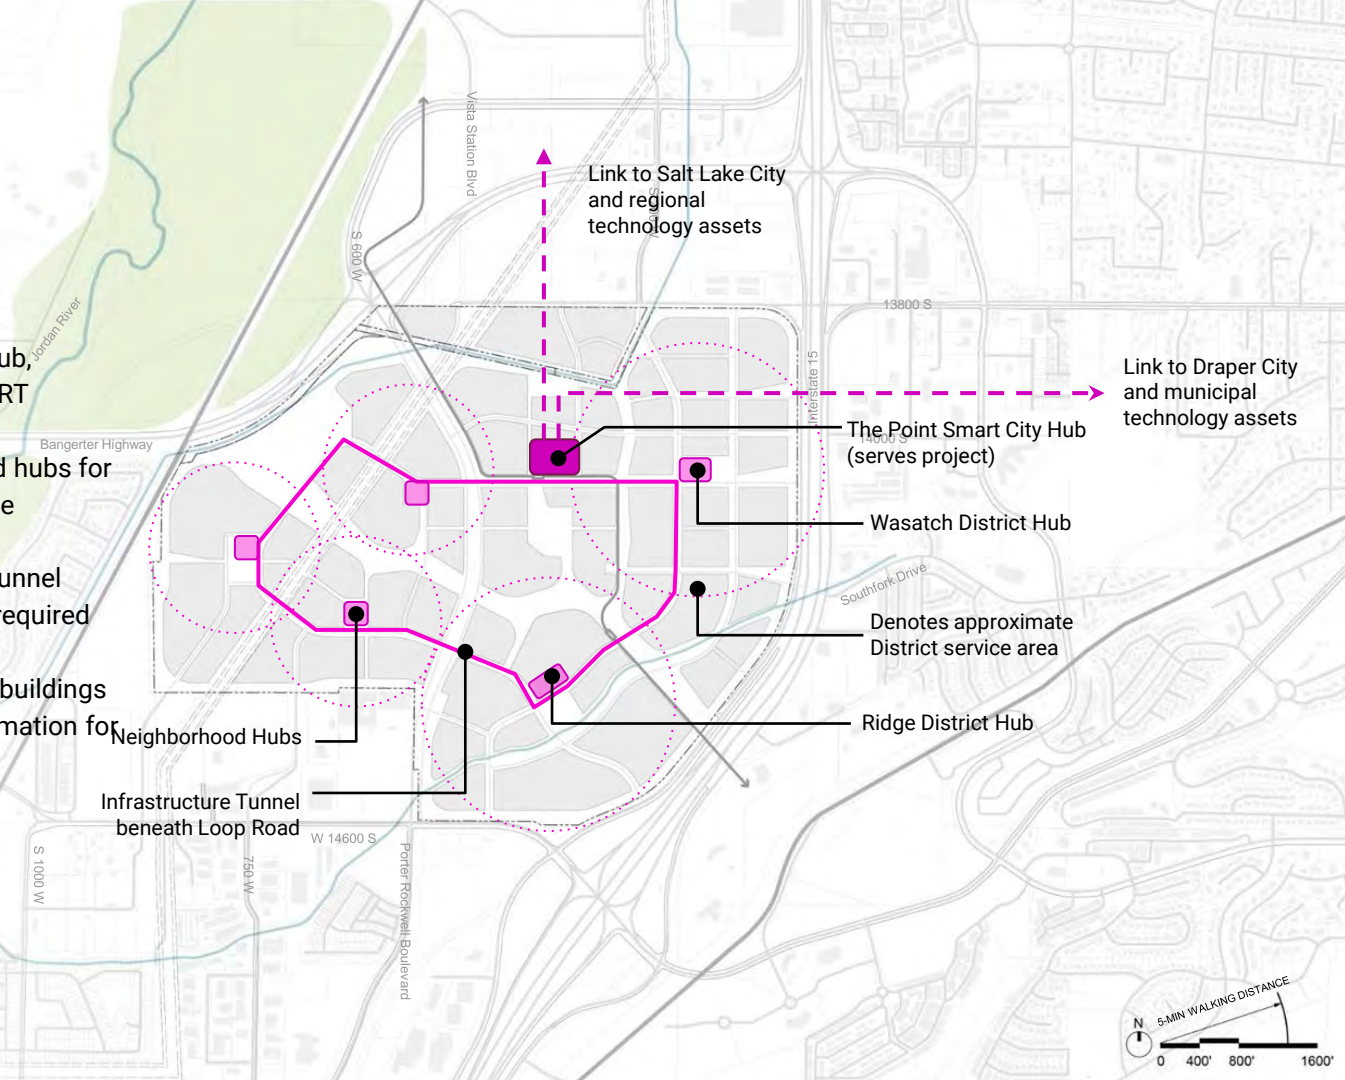 Vista Station Blvd
Link to Salt Lake City
and regional
technology assets
S 600 W
13800 S
Jordan River
Interstate 15
ub,
RT
Link to Draper City
and municipal
technology assets
Bangerter Highway
The Point Smart City Hub
(serves project)
14000 S
d hubs for
e
Wasatch District Hub
unnel
required
Southfork Drive
Denotes approximate
District service area
buildings
mation for
Neighborhood Hubs
Ridge District Hub
Infrastructure Tunnel
beneath Loop Road
W 14600 S
S 1000 W
750 W
Porter Rockwell Boulevard
5-MIN WALKING DISTANCE
N
0 400' 800' 1600'